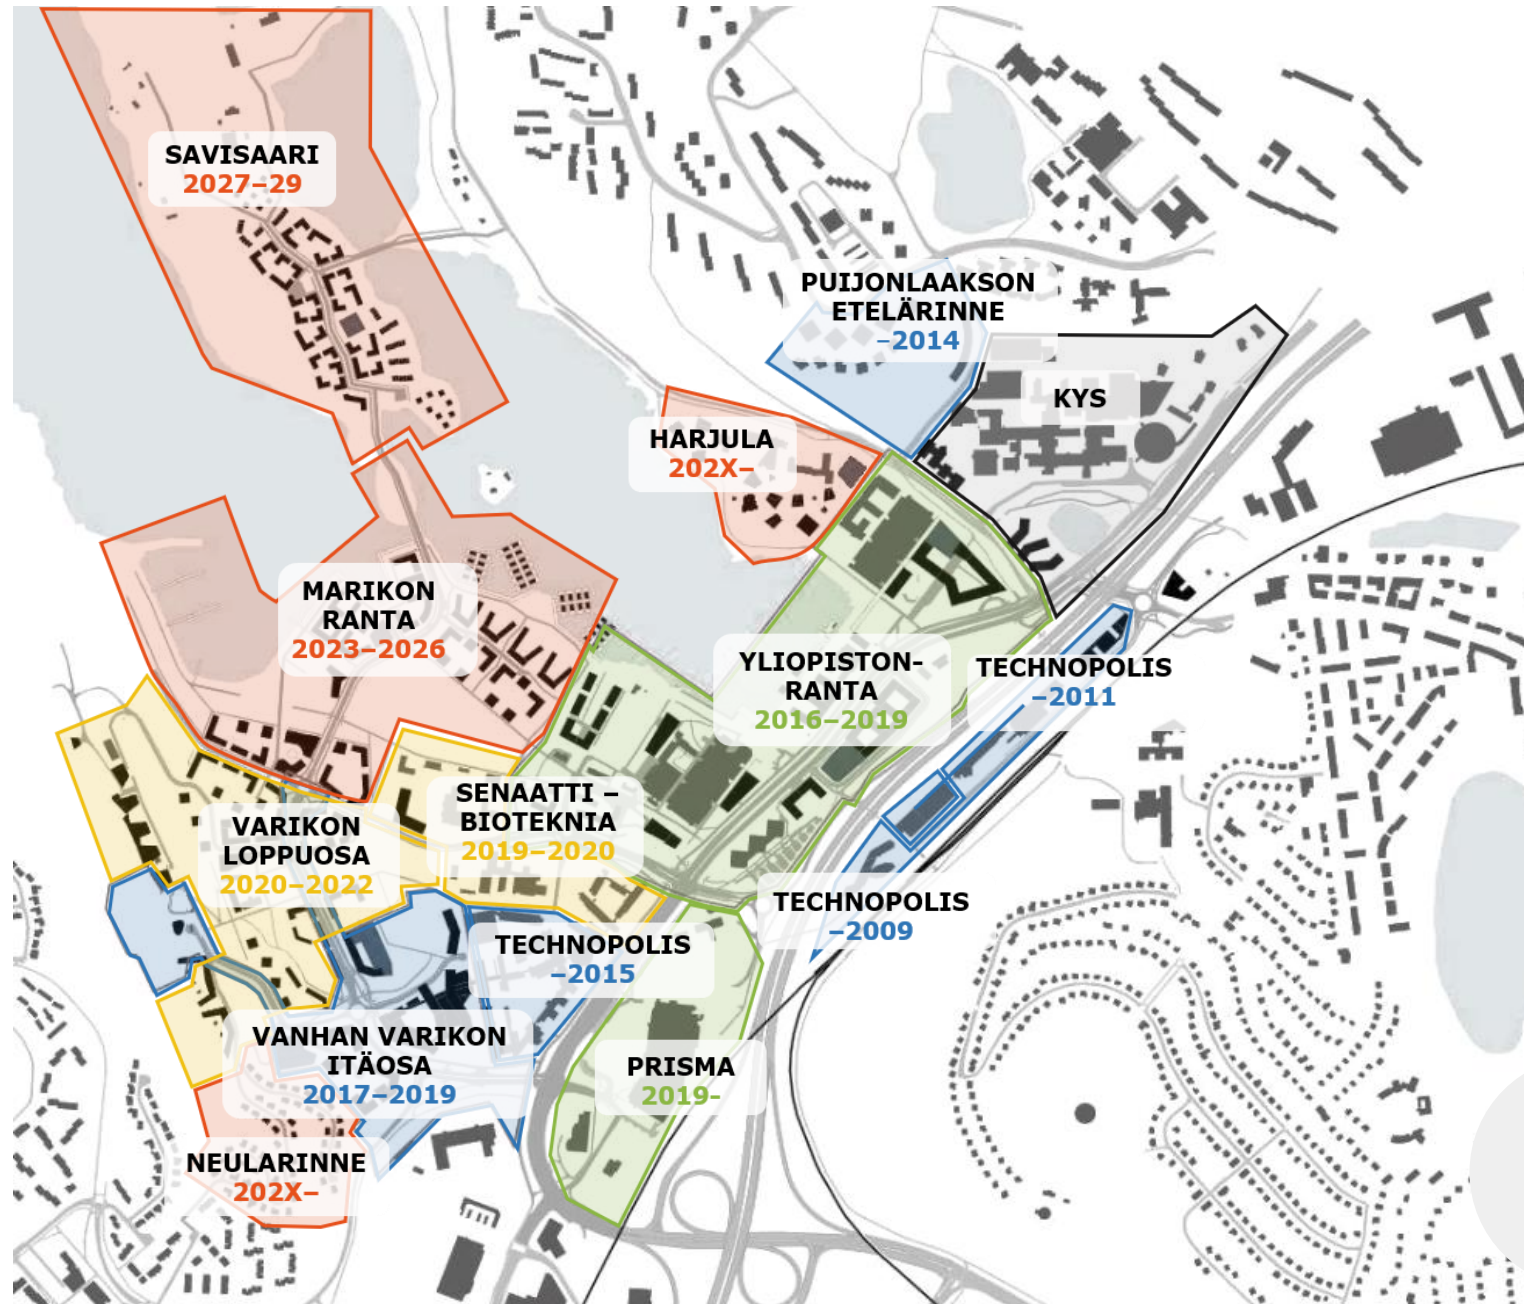 SAVISAARI
2027–29
PUIJONLAAKSON
ETELÄRINNE
–2014
KYS
HARJULA
202X–
MARIKON
RANTA
2023–2026
YLIOPISTON-
RANTA
2016–2019
TECHNOPOLIS
–2011
SENAATTI –
BIOTEKNIA
2019–2020
VARIKON
LOPPUOSA
2020–2022
TECHNOPOLIS
–2009
TECHNOPOLIS
–2015
VANHAN VARIKON
ITÄOSA
2017–2019
PRISMA
2019-
NEULARINNE
202X–